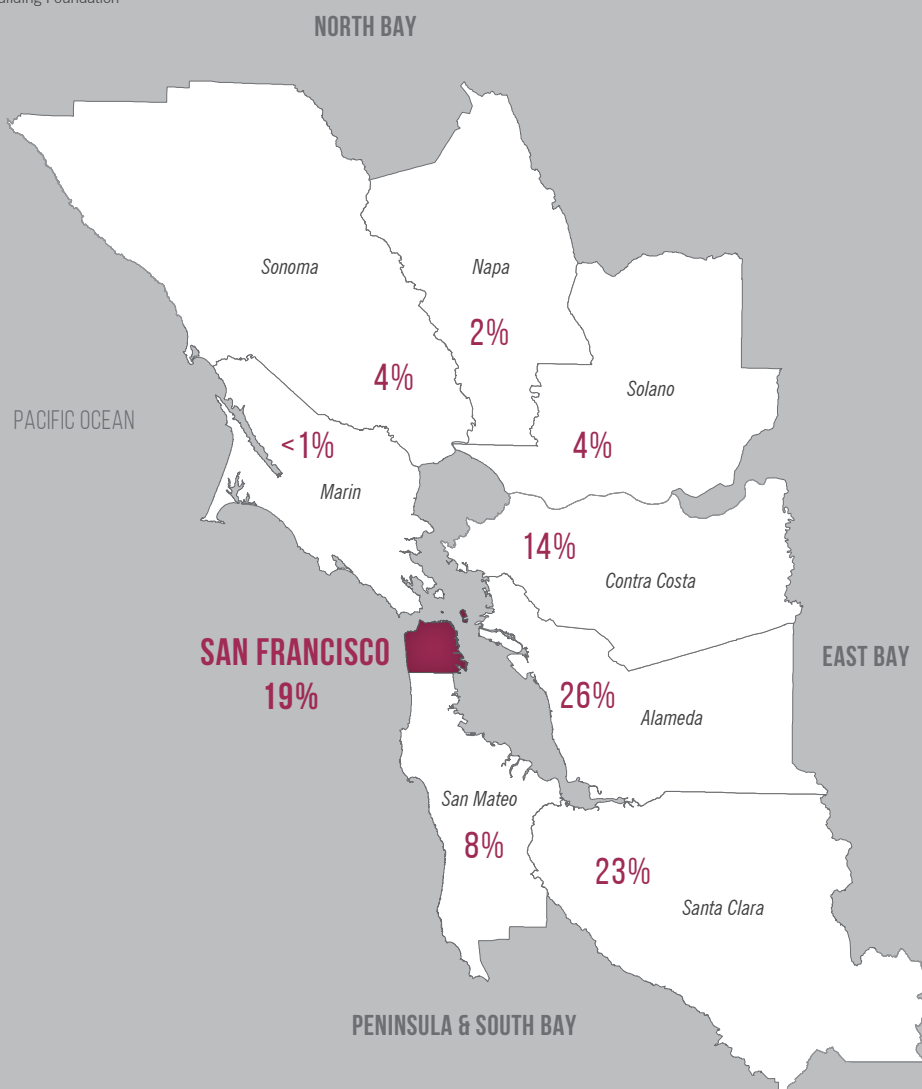 Foundation
NORTH BAY
Sonoma
Napa
2%
4%
Solano
PACIFIC OCEAN
<1%
4%
Marin
14%
Contra Costa
SAN FRANCISCO
19%
EAST BAY
26%
Alameda
San Mateo
8%
23%
Santa Clara
PENINSULA & SOUTH BAY